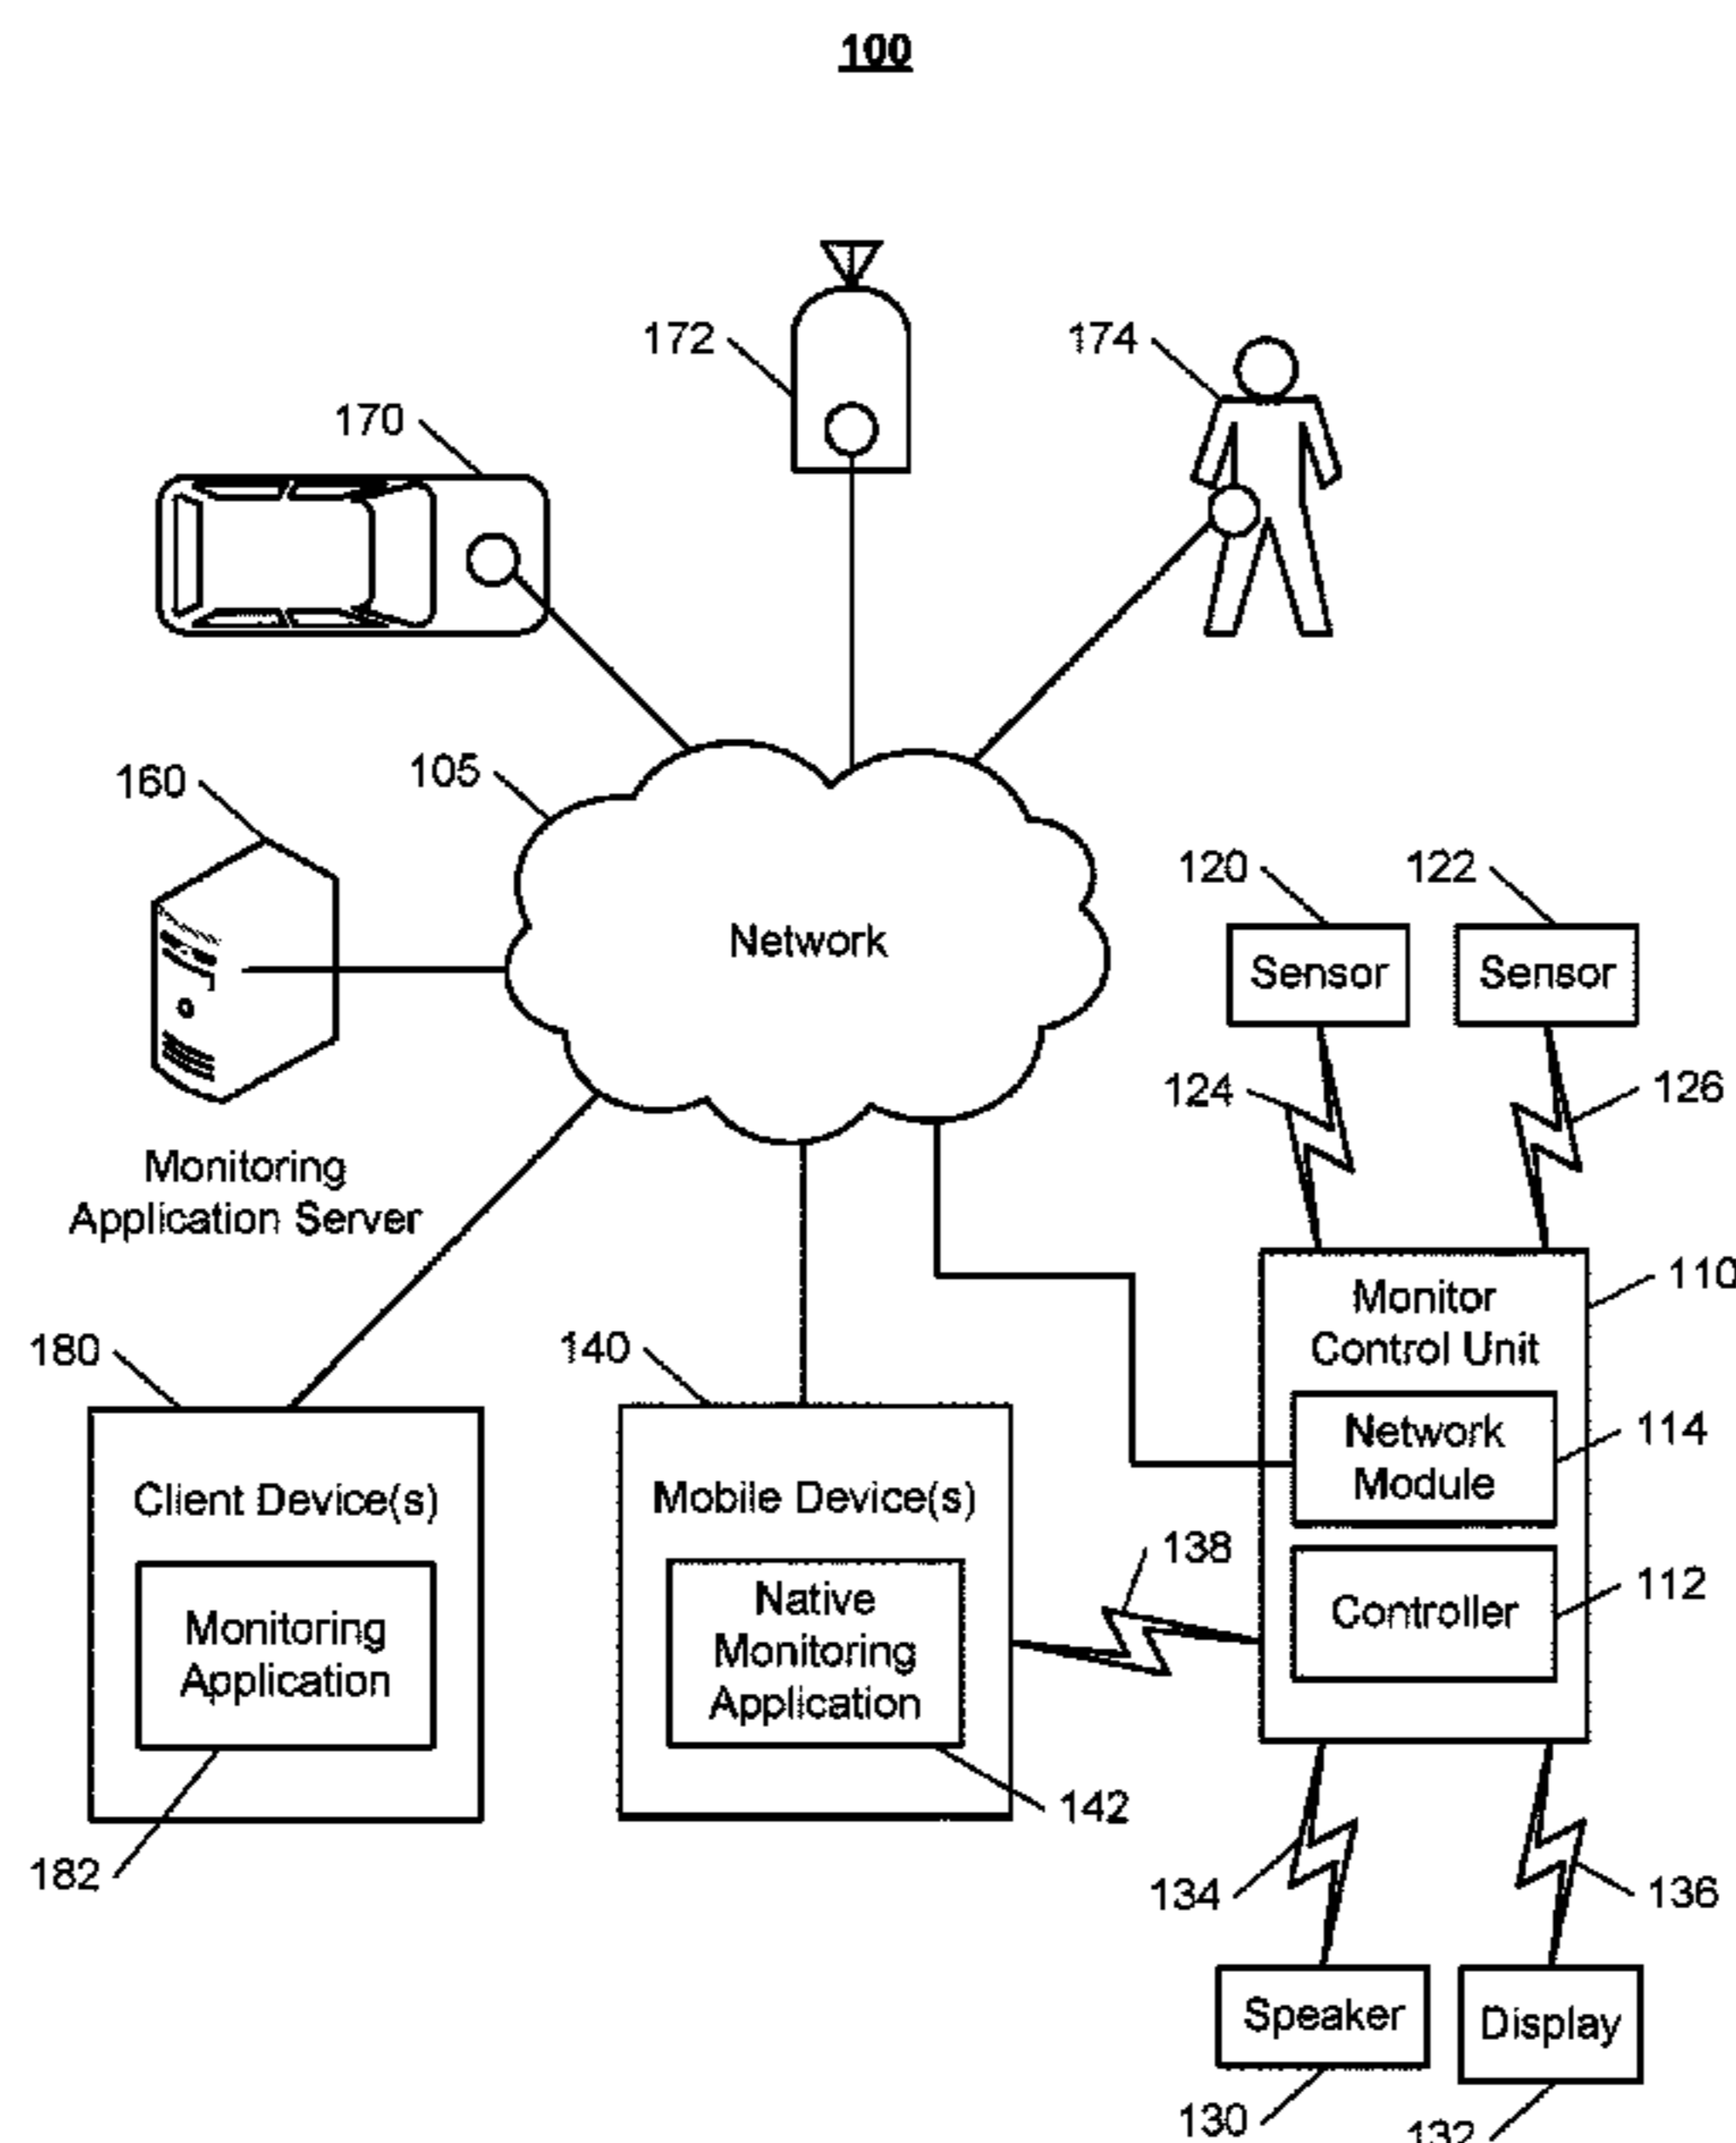 100
172
174
170
160
105
Network
120
122
Sensor
Sensor
124
126
Monitoring
Application Server
110
Monitor
Control Unit
180
140
Network
Module
114
Client Device(s)
Mobile Device(s)
138
112
Controller
Monitoring
Application
Native
Monitoring
Application
142
182
134
136
Speaker
Display
130
132